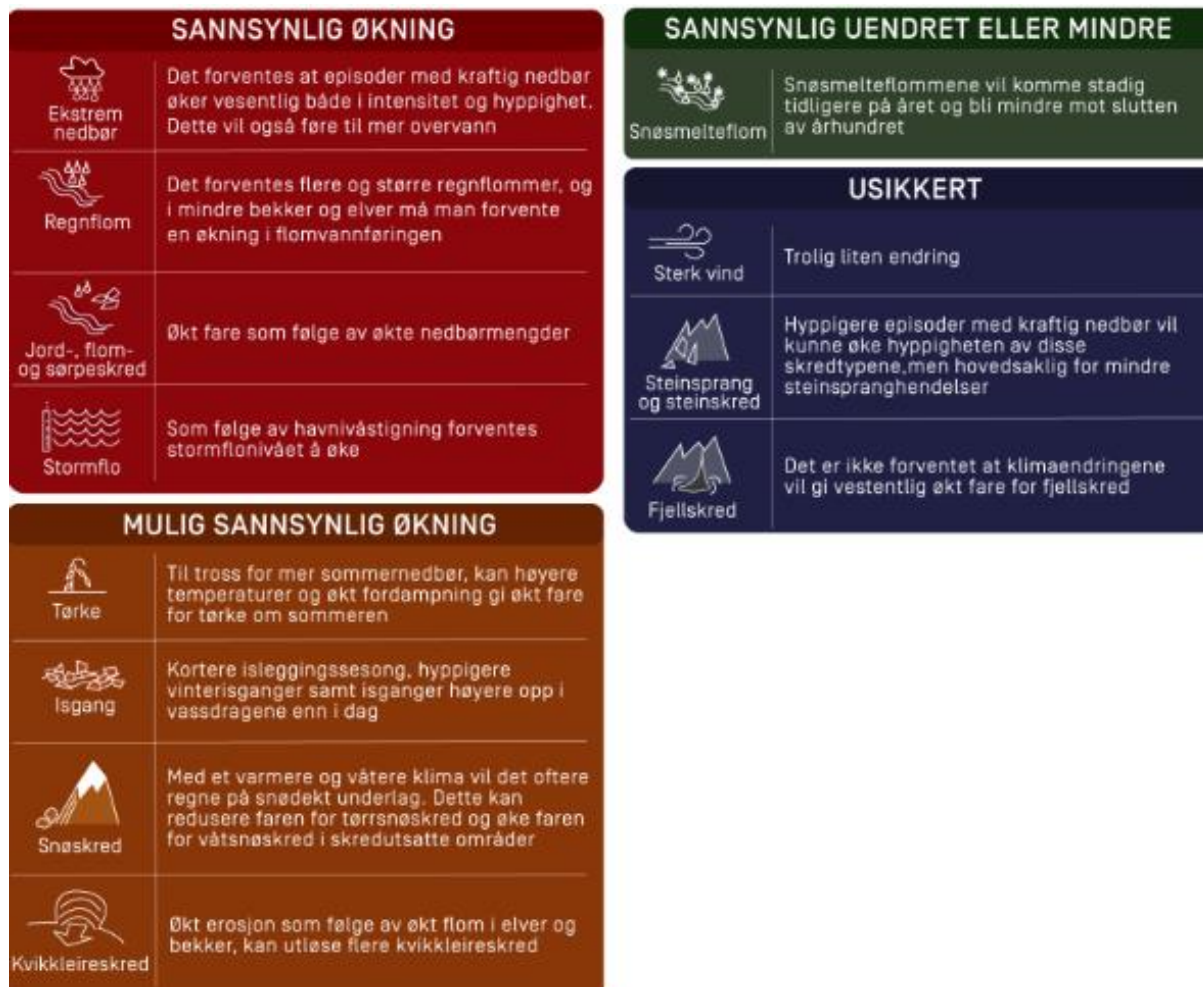 SANNSYNLIG ØKNING
Ekstrem
nedbør
Det forventes at episoder med kraftig nedbør
øker vesentlig både i intensitet og hyppighet.
Dette vil også føre til mer overvann
Regnflom
Det forventes flere og større regnflommer, og
i mindre bekker og elver må man forvente
en økning i flomvannføringen
Jord-, flom-
og sørpeskred
Økt fare som følge av økte nedbørmengder
Stormflo
Som følge av havnivåstigning forventes
stormflonivået å øke
MULIG SANNSYNLIG ØKNING
Tørke
Til tross for mer sommernedbør, kan høyere
temperaturer og økt fordampning gi økt fare
for tørke om sommeren
Isgang
Kortere isleggingssesong, hyppigere
vinterisganger samt isganger høyere opp i
vassdragene enn i dag
Snøskred
Med et varmere og våtere klima vil det oftere
regne på snødekt underlag. Dette kan
redusere faren for tørrsnøskred og øke faren
for våtsnøskred i skredutsatte områder
Kvikkleireskred
Økt erosjon som følge av økt flom i elver og
bekker, kan utløse flere kvikkleireskred
SANNSYNLIG UENDRET ELLER MINDRE
Snøsmelteflom
Snøsmelteflommene vil komme stadig
tidligere på året og bli mindre mot slutten
av århundret
USIKKERT
Sterk vind
Trolig liten endring
Steinsprang
og steinskred
Hyppigere episoder med kraftig nedbør vil
kunne øke hyppigheten av disse
skredtypene,men hovedsaklig for mindre
steinspranghendelser
Fjellskred
Det er ikke forventet at klimaendringene
vil gi vestentlig økt fare for fjellskred